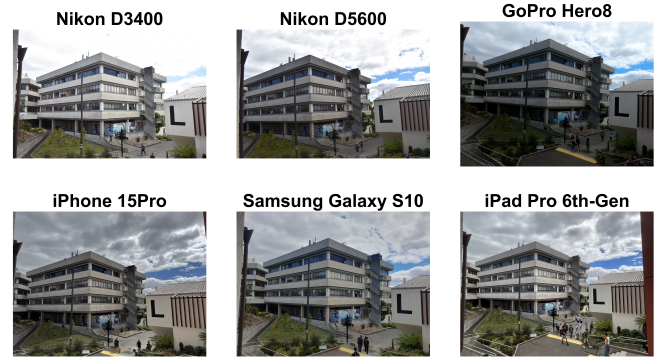 Nikon D3400
Nikon D5600
GoPro Hero8
iPhone 15Pro
Samsung Galaxy S10
iPad Pro 6th-Gen